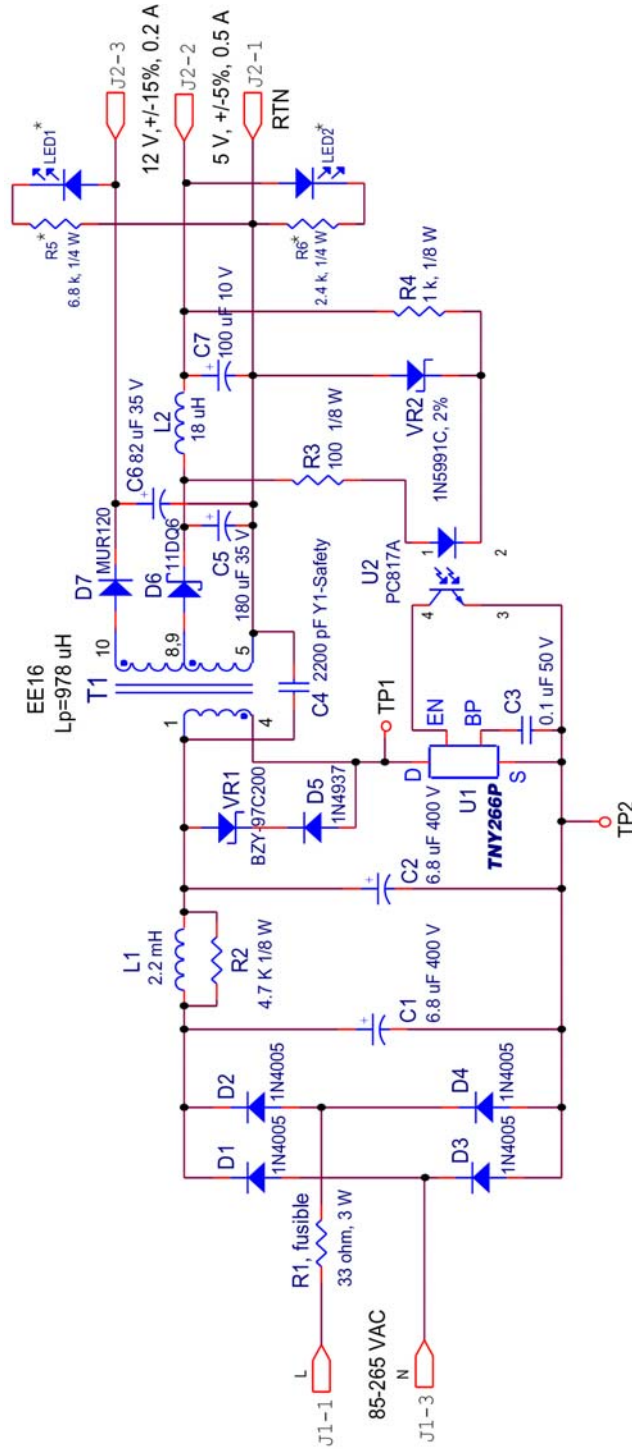 J1-1
L
85-265 VAC
J1-3
N
R1, fusible
33 ohm, 3 W
D1
1N4005
D2
1N4005
D3
1N4005
D4
1N4005
C1
6.8 uF 400 V
L1
2.2 mH
R2
4.7 K 1/8 W
C2
6.8 uF 400 V
VR1
BZY-97C200
D5
1N4937
EE16
Lp=978 uH
T1
1
4
10
8,9
5
C4
2200 pF Y1-Safety
TP1
D
EN
BP
S
U1
TNY266P
C3
0.1 uF 50 V
TP2
D7
MUR120
D6
11DQ6
C5
180 uF 35 V
C6
82 uF 35 V
L2
18 uH
C7
100 uF 10 V
R3
100 1/8 W
U2
PC817A
1
2
4
3
VR2
1N5991C, 2%
R4
1 k, 1/8 W
R5*
6.8 k, 1/4 W
LED1*
R6*
2.4 k, 1/4 W
LED2*
J2-3
12 V,+/-15%, 0.2 A
J2-2
5 V, +/-5%, 0.5 A
J2-1
RTN